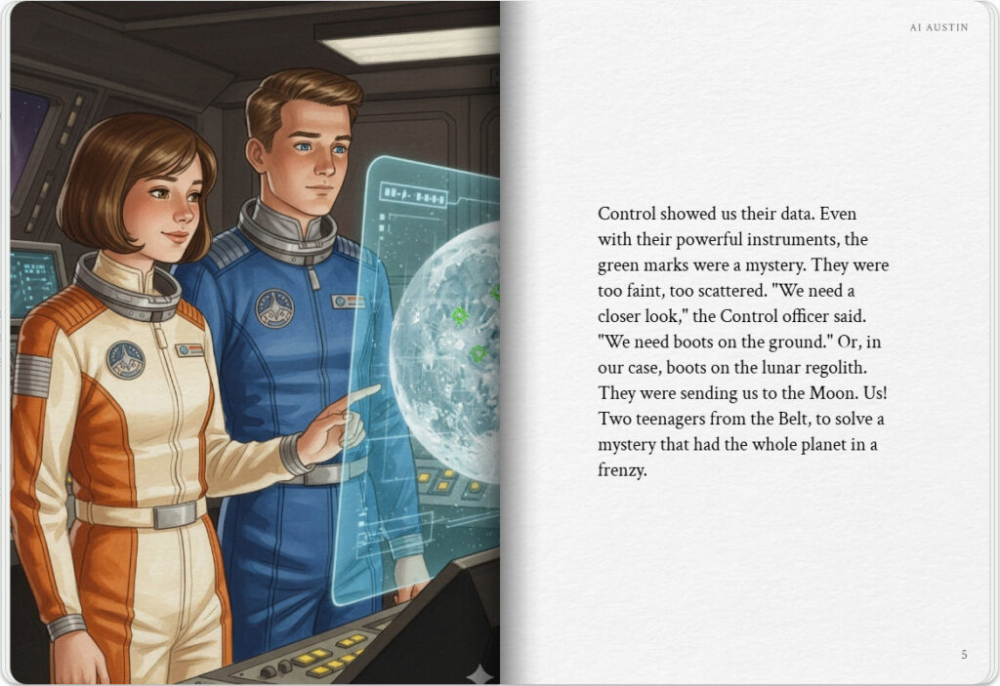 AI AUSTIN
Control showed us their data. Even
with their powerful instruments, the
green marks were a mystery. They were
too faint, too scattered. "We need a
closer look," the Control officer said.
"We need boots on the ground." Or, in
our case, boots on the lunar regolith.
They were sending us to the Moon. Us!
Two teenagers from the Belt, to solve a
mystery that had the whole planet in a
frenzy.
5